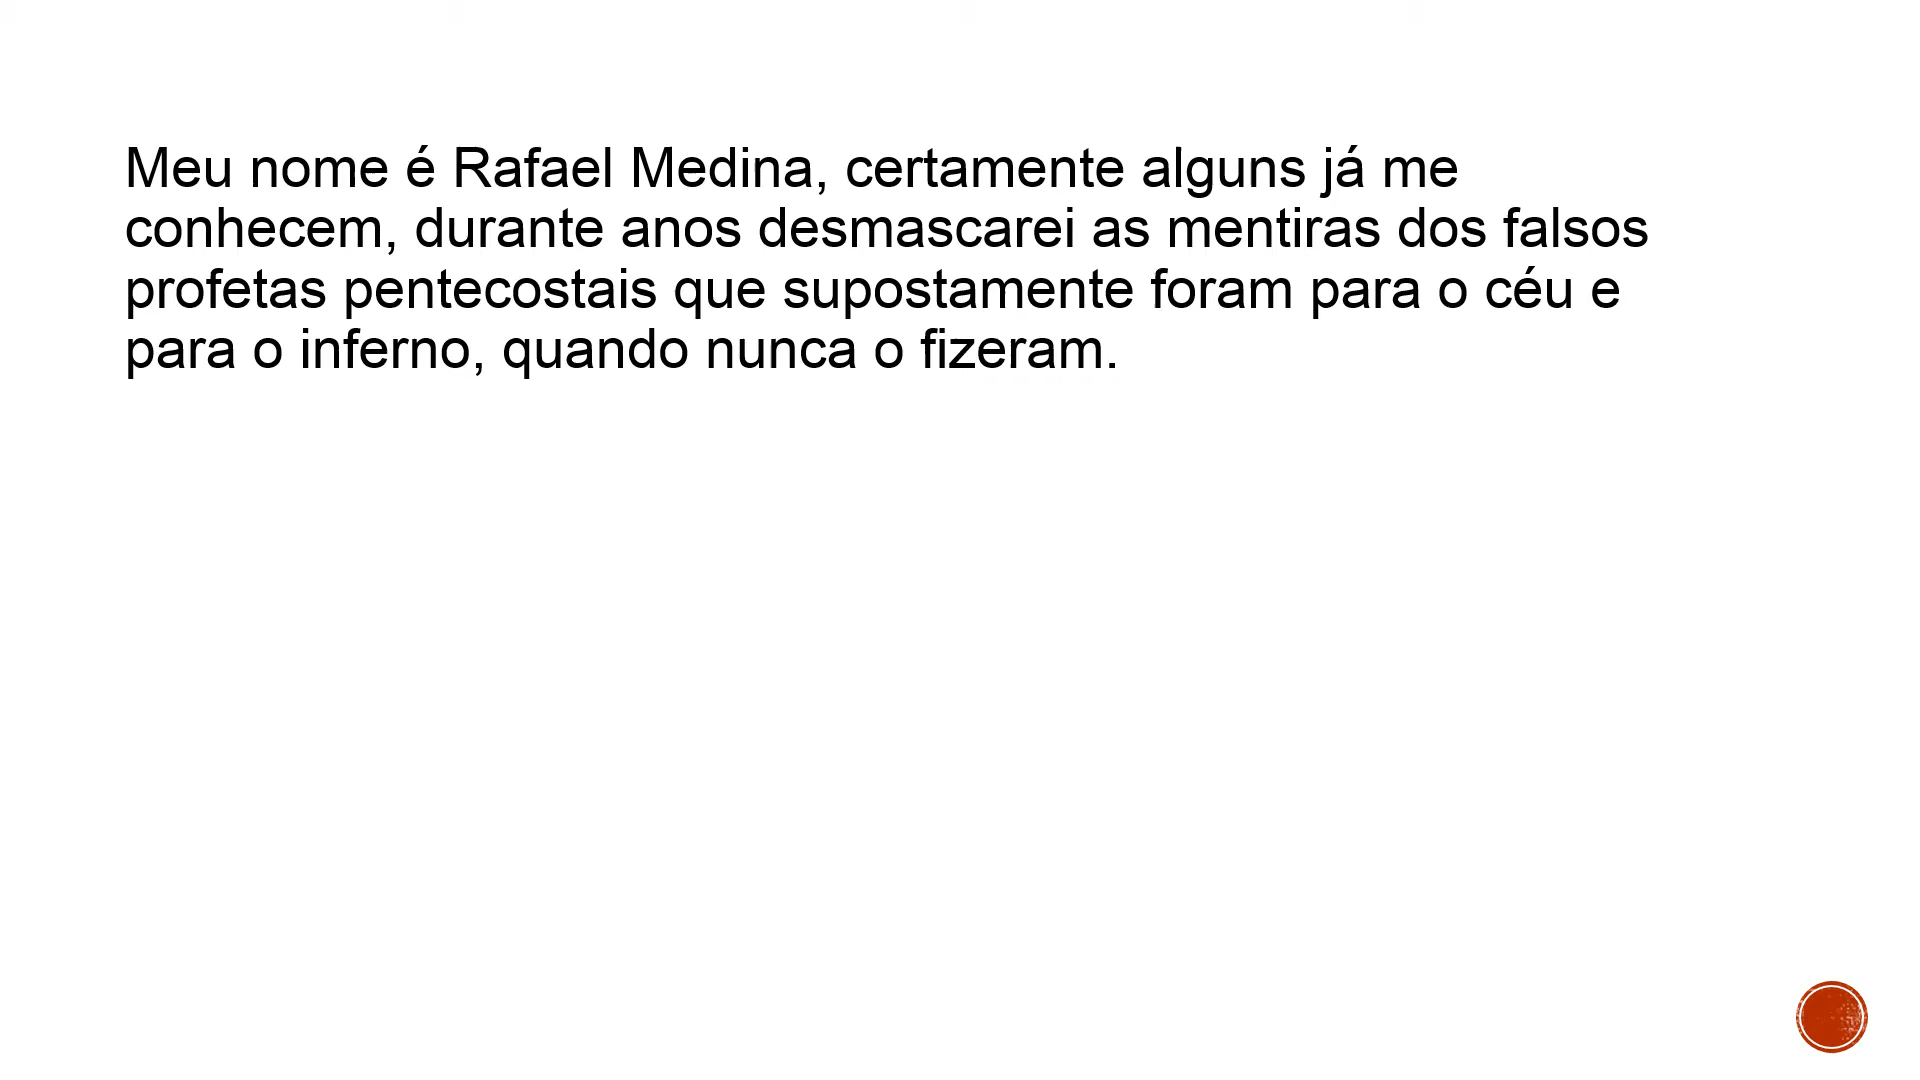 Meu nome é Rafael Medina, certamente alguns já me
conhecem, durante anos desmascarei as mentiras dos falsos
profetas pentecostais que supostamente foram para o céu e
para o inferno, quando nunca o fizeram.